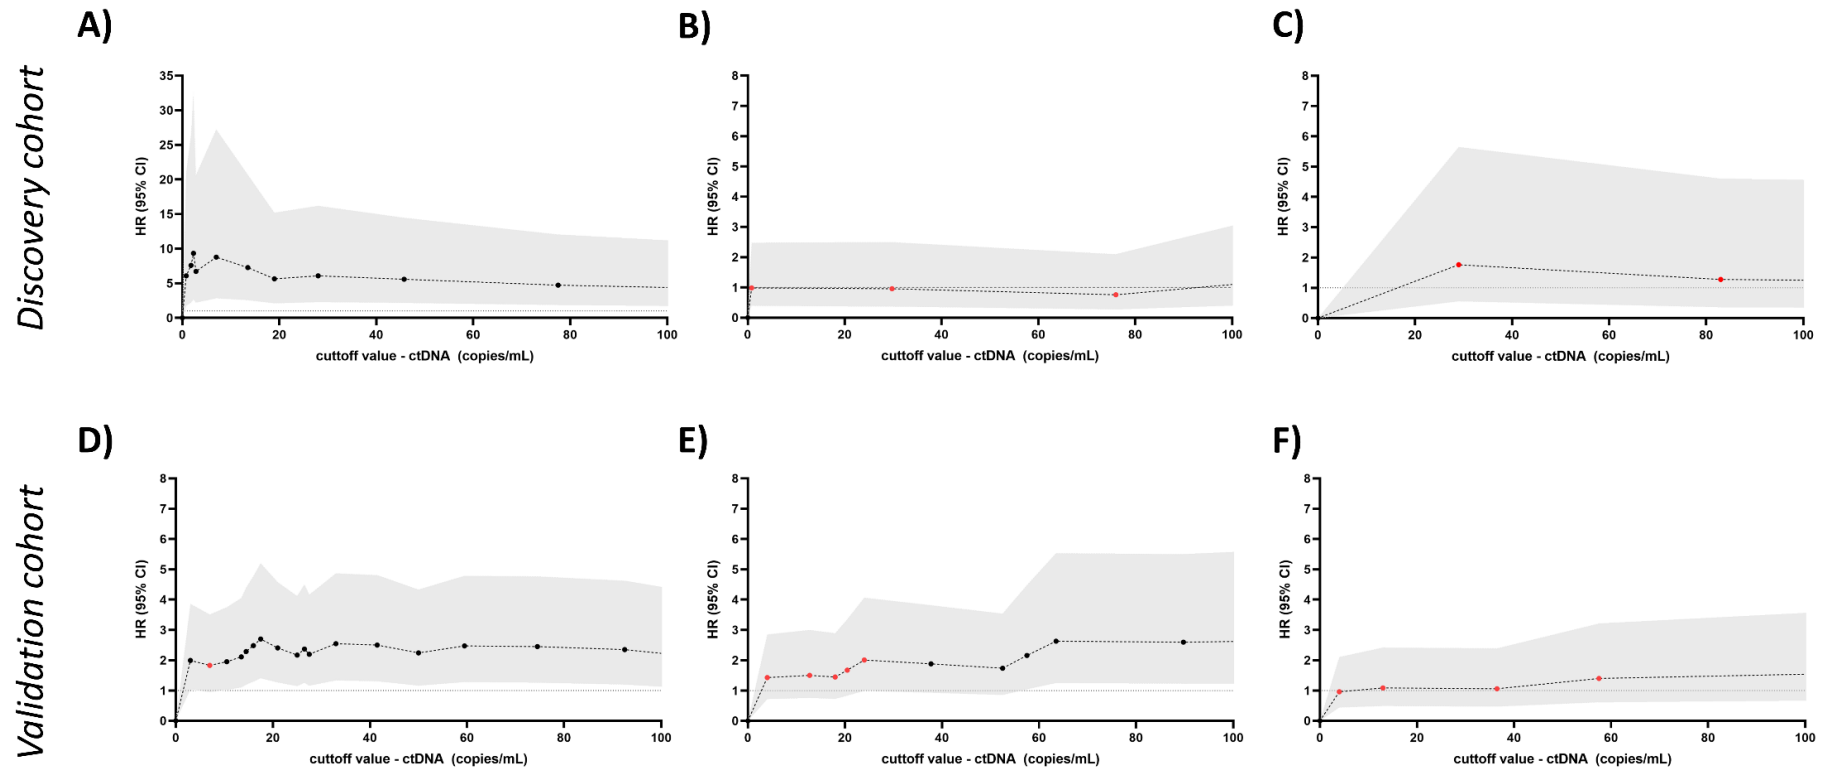 A)
B)
C)
Discovery cohort
35
30
25
20
15
10
5
0
HR (95% CI)
0 20 40 60 80 100
cuttoff value - ctDNA (copies/mL)
8
7
6
5
4
3
2
1
0
HR (95% CI)
0 20 40 60 80 100
cuttoff value - ctDNA (copies/mL)
8
7
6
5
4
3
2
1
0
HR (95% CI)
0 20 40 60 80 100
cuttoff value - ctDNA (copies/mL)
D)
E)
F)
Validation cohort
8
7
6
5
4
3
2
1
0
HR (95% CI)
0 20 40 60 80 100
cuttoff value - ctDNA (copies/mL)
8
7
6
5
4
3
2
1
0
HR (95% CI)
0 20 40 60 80 100
cuttoff value - ctDNA (copies/mL)
8
7
6
5
4
3
2
1
0
HR (95% CI)
0 20 40 60 80 100
cuttoff value - ctDNA (copies/mL)